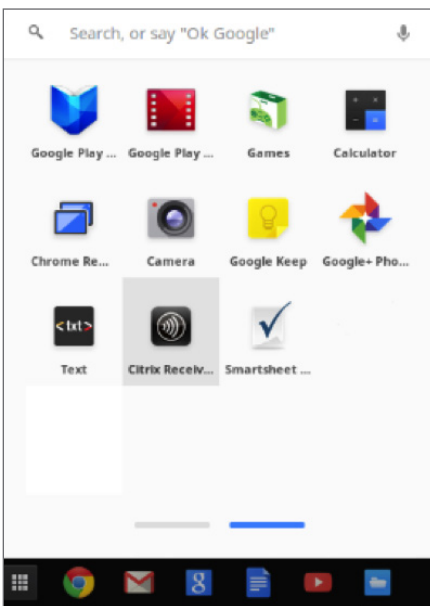 Search, or say "Ok Google"
Google Play ... Google Play ... Games Calculator
Chrome Re... Camera Google Keep Google+ Pho...
<txt>
Text Citrix Receiv... Smartsheet ...
8